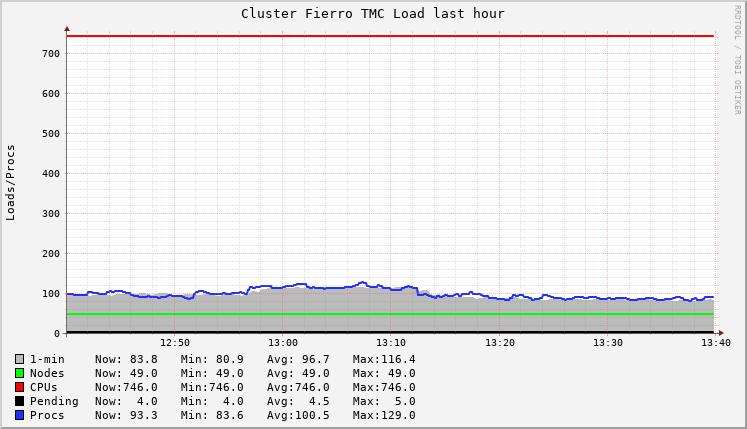 Cluster Fierro TMC Load last hour
RRDTOOL / TOBI OETIKER
Loads/Procs
700
600
500
400
300
200
100
0
12:50 13:00 13:10 13:20 13:30 13:40
1-min Now: 83.8 Min: 80.9 Avg: 96.7 Max:116.4
Nodes Now: 49.0 Min: 49.0 Avg: 49.0 Max: 49.0
CPUs Now:746.0 Min:746.0 Avg:746.0 Max:746.0
Pending Now: 4.0 Min: 4.0 Avg: 4.5 Max: 5.0
Procs Now: 93.3 Min: 83.6 Avg:100.5 Max:129.0